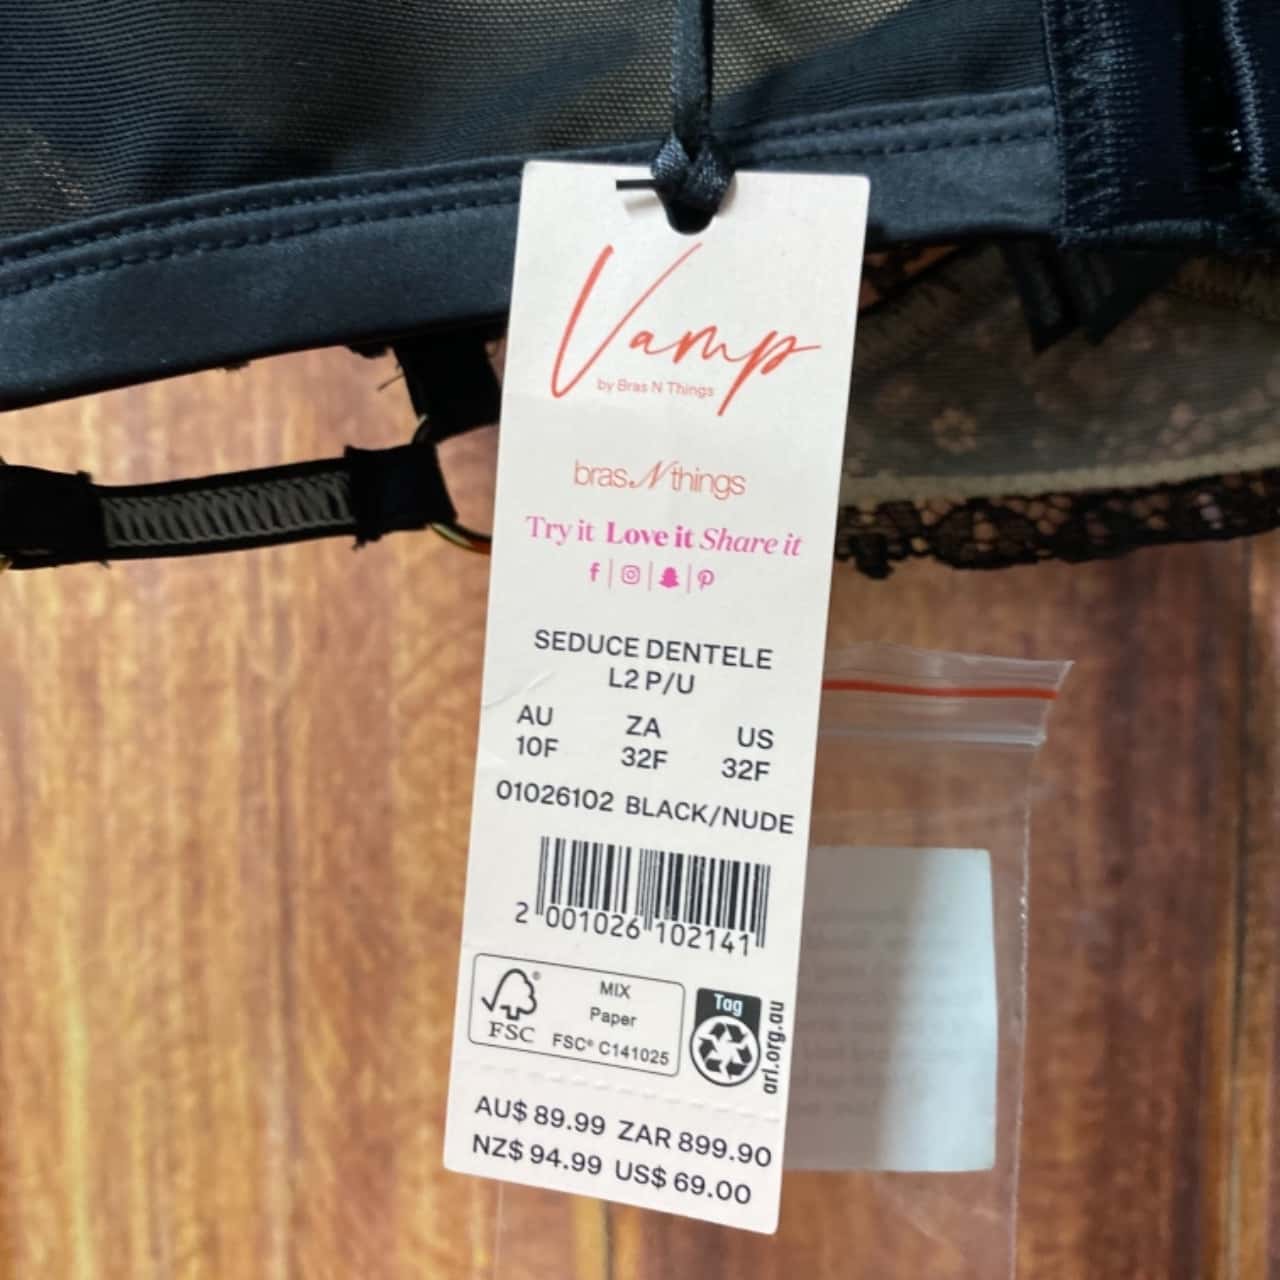 Vamp
by Bras N Things
bras N things
Try it Love it Share it
SEDUCE DENTELE
L2 P/U
AU ZA US
10F 32F 32F
01026102 BLACK/NUDE
2 001026 102141
FSC® MIX
Paper
FSC® C141025
Tag
arl.org.au
AU$ 89.99 ZAR 899.90
NZ$ 94.99 US$ 69.00